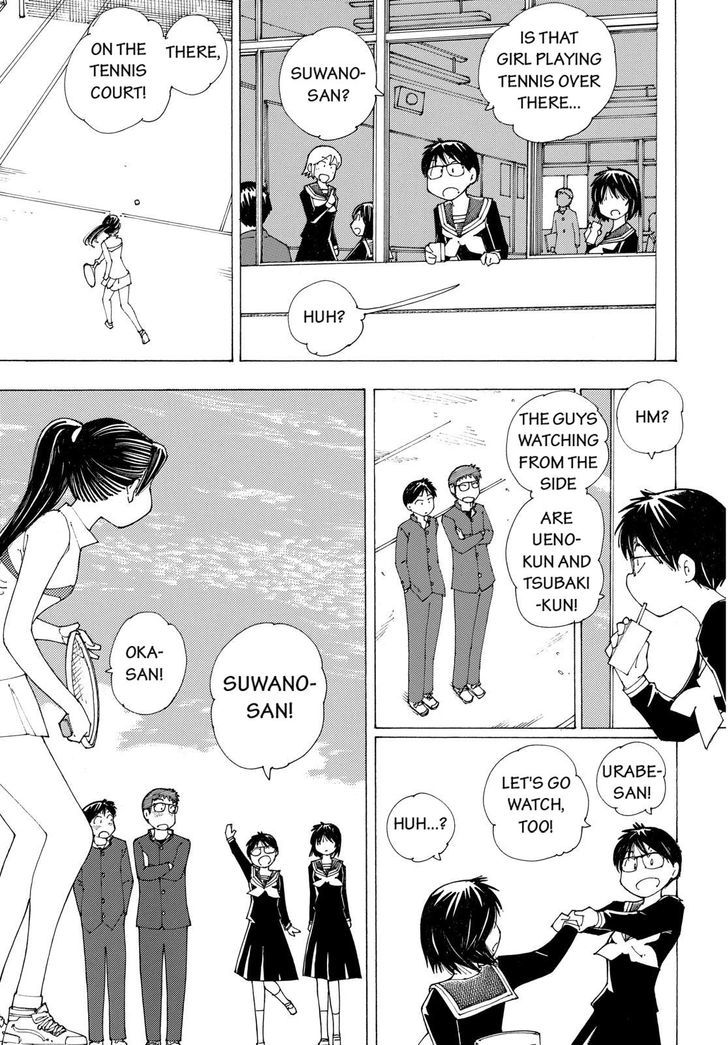 IS THAT
GIRL PLAYING
TENNIS OVER
THERE...
SUWANO-
SAN?
HUH?
THERE,
ON THE
TENNIS
COURT!
HM?
THE GUYS
WATCHING
FROM THE
SIDE
ARE
UENO-
KUN AND
TSUBAKI
-KUN!
URABE-
SAN!
LET'S GO
WATCH,
TOO!
HUH...?
SUWANO-
SAN!
OKA-
SAN!